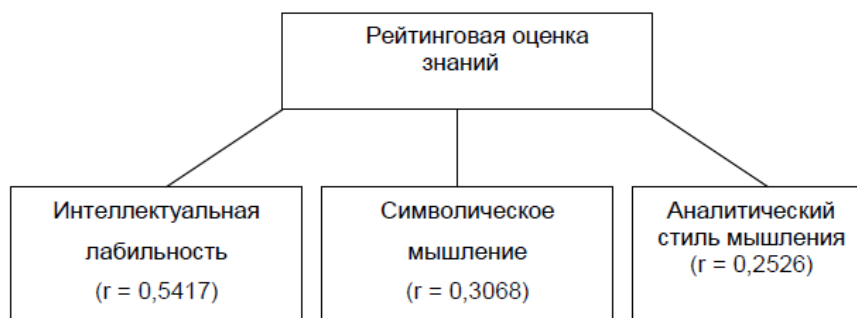 Рейтинговая оценка
знаний
Интеллектуальная
лабильность
(r = 0,5417)
Символическое
мышление
(r = 0,3068)
Аналитический
стиль мышления
(r = 0,2526)